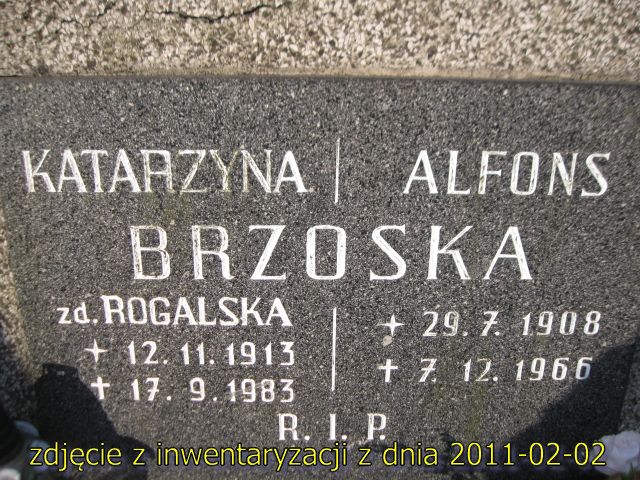 KATARZYNA | ALFONS
BRZOSKA
zd. ROGALSKA
12.11.1913
✝ 17.9.1983
29.7.1908
✝ 7.12.1966
R.I.P.
zdjęcie z inwentaryzacji z dnia 2011-02-02